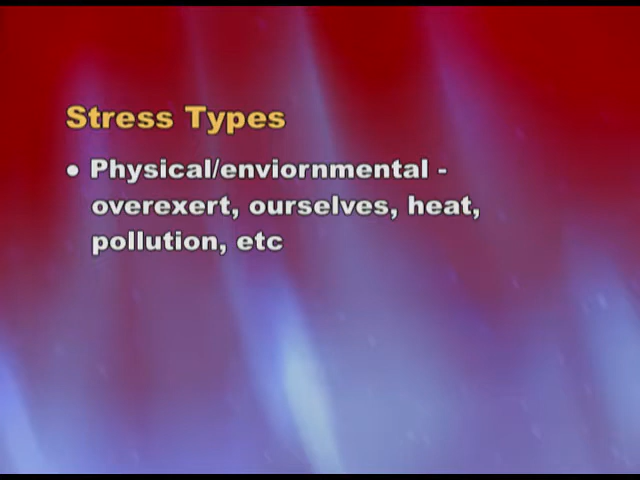 Stress Types
• Physical/enviornmental -
overexert, ourselves, heat,
pollution, etc